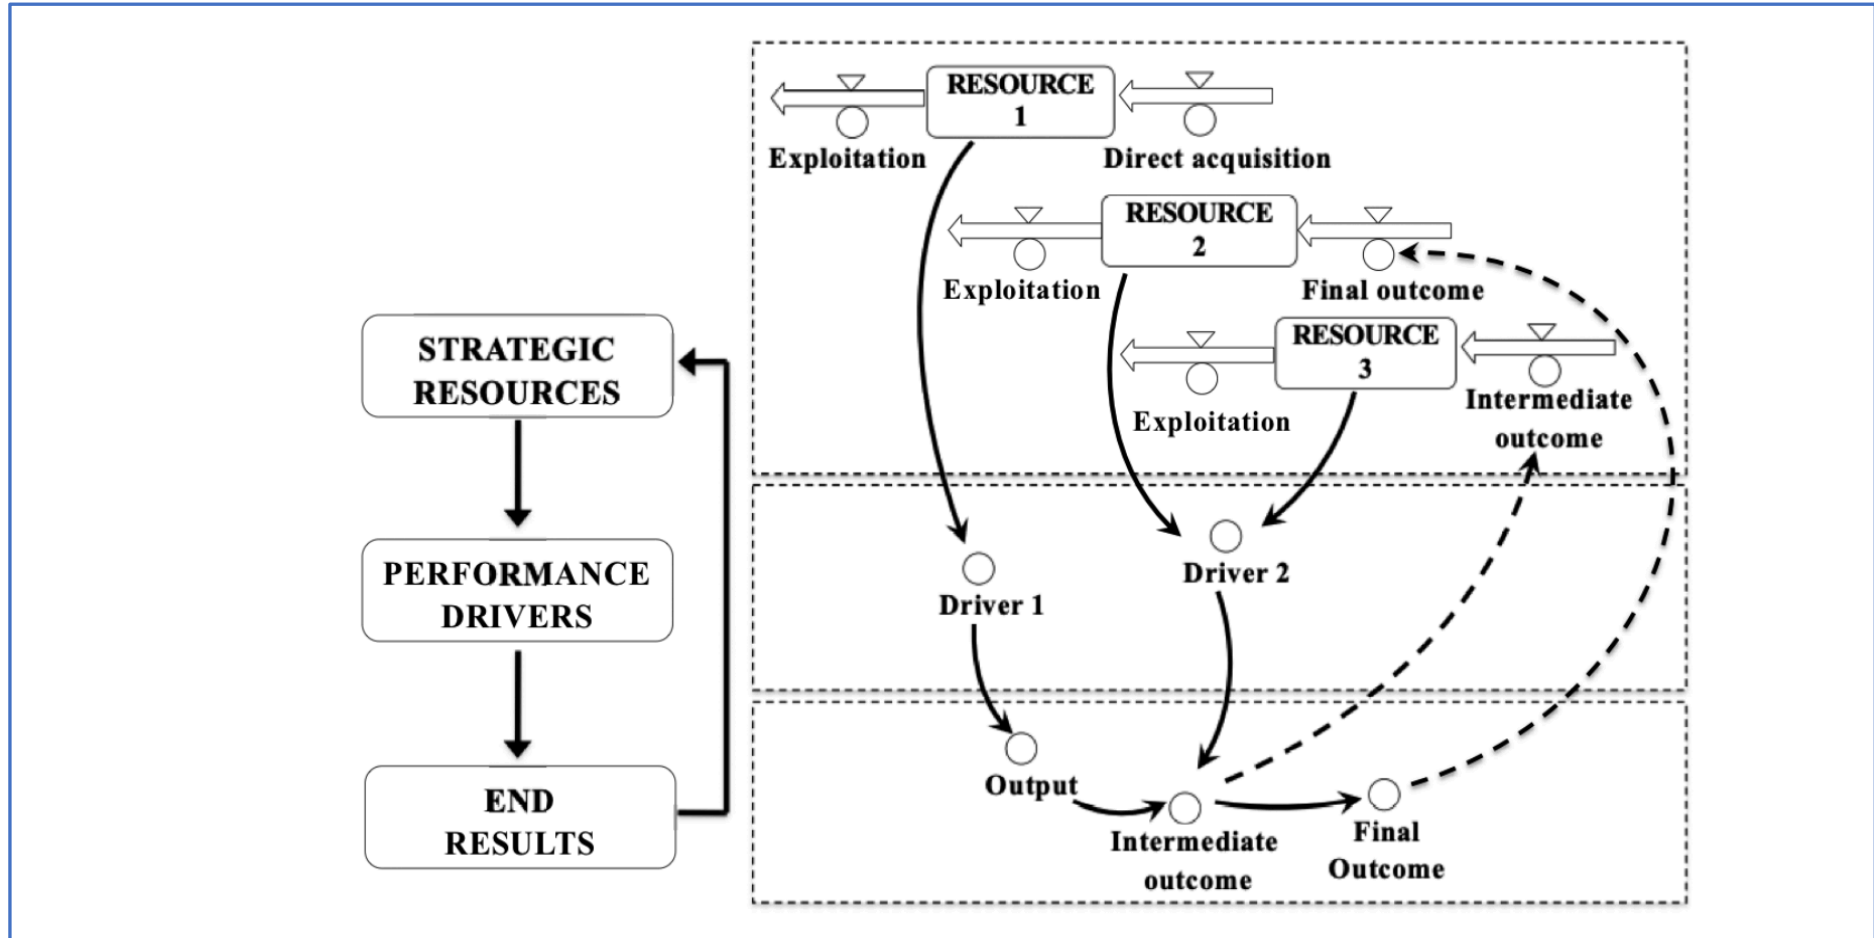 STRATEGIC
RESOURCES
PERFORMANCE
DRIVERS
END
RESULTS
RESOURCE
1
Exploitation
Direct acquisition
RESOURCE
2
Exploitation
Final outcome
RESOURCE
3
Exploitation
Intermediate
outcome
Driver 1
Driver 2
Output
Intermediate
outcome
Final
Outcome